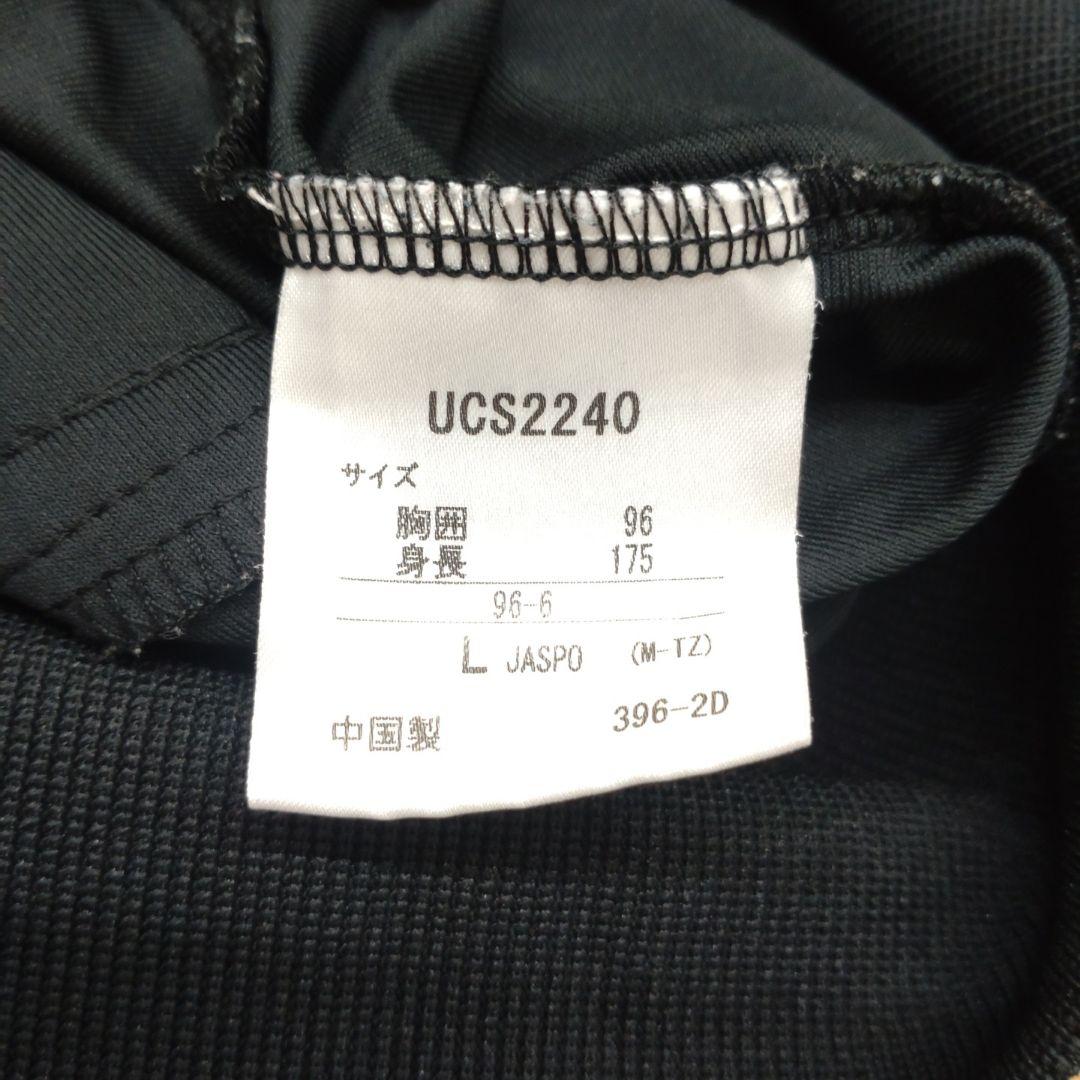 UCS2240
サイズ
胸囲 96
身長 175
96-6
L JASPO (M-TZ)
中国製 396-2D